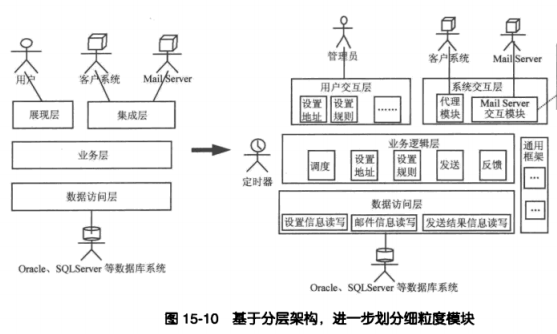 用户
客户系统
Mail Server
展现层
集成层
业务层
数据访问层
Oracle、SQLServer 等数据库系统
管理员
客户系统
Mail Server
用户交互层
设置
地址
设置
规则
……
系统交互层
代理
模块
Mail Server
交互模块
定时器
业务逻辑层
调度
设置
地址
设置
规则
发送
反馈
通用
框架
...
...
数据访问层
设置信息读写
邮件信息读写
发送结果信息读写
Oracle、SQLServer 等数据库系统
图 15-10 基于分层架构，进一步划分细粒度模块